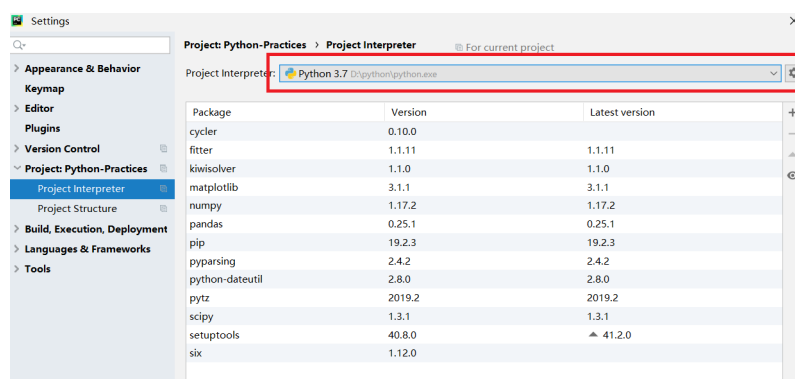 Settings
Project: Python-Practices > Project Interpreter For current project
Appearance & Behavior
Keymap
Editor
Plugins
Version Control
Project: Python-Practices
Project Interpreter
Project Structure
Build, Execution, Deployment
Languages & Frameworks
Tools
Project Interpreter: Python 3.7 D:\python\python.exe
Package Version Latest version
cycler 0.10.0
fitter 1.1.11 1.1.11
kiwisolver 1.1.0 1.1.0
matplotlib 3.1.1 3.1.1
numpy 1.17.2 1.17.2
pandas 0.25.1 0.25.1
pip 19.2.3 19.2.3
pyparsing 2.4.2 2.4.2
python-dateutil 2.8.0 2.8.0
pytz 2019.2 2019.2
scipy 1.3.1 1.3.1
setuptools 40.8.0 41.2.0
six 1.12.0